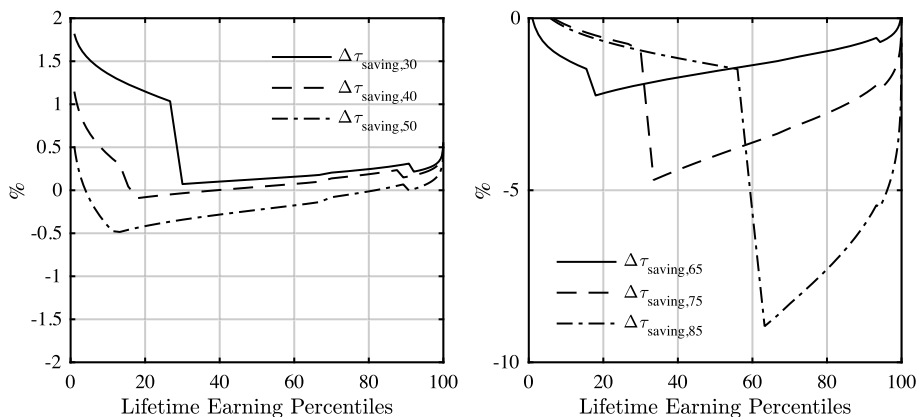 2
1.5
1
0.5
0
-0.5
-1
-1.5
-2
%
Δτsaving,30
Δτsaving,40
Δτsaving,50
0 20 40 60 80 100
Lifetime Earning Percentiles
0
-5
-10
%
Δτsaving,65
Δτsaving,75
Δτsaving,85
0 20 40 60 80 100
Lifetime Earning Percentiles